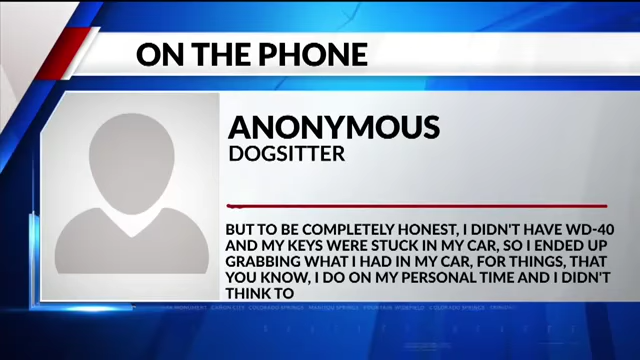 ON THE PHONE
ANONYMOUS
DOGSITTER
BUT TO BE COMPLETELY HONEST, I DIDN'T HAVE WD-40
AND MY KEYS WERE STUCK IN MY CAR, SO I ENDED UP
GRABBING WHAT I HAD IN MY CAR, FOR THINGS, THAT
YOU KNOW, I DO ON MY PERSONAL TIME AND I DIDN'T
THINK TO
COLORADO SPRINGS